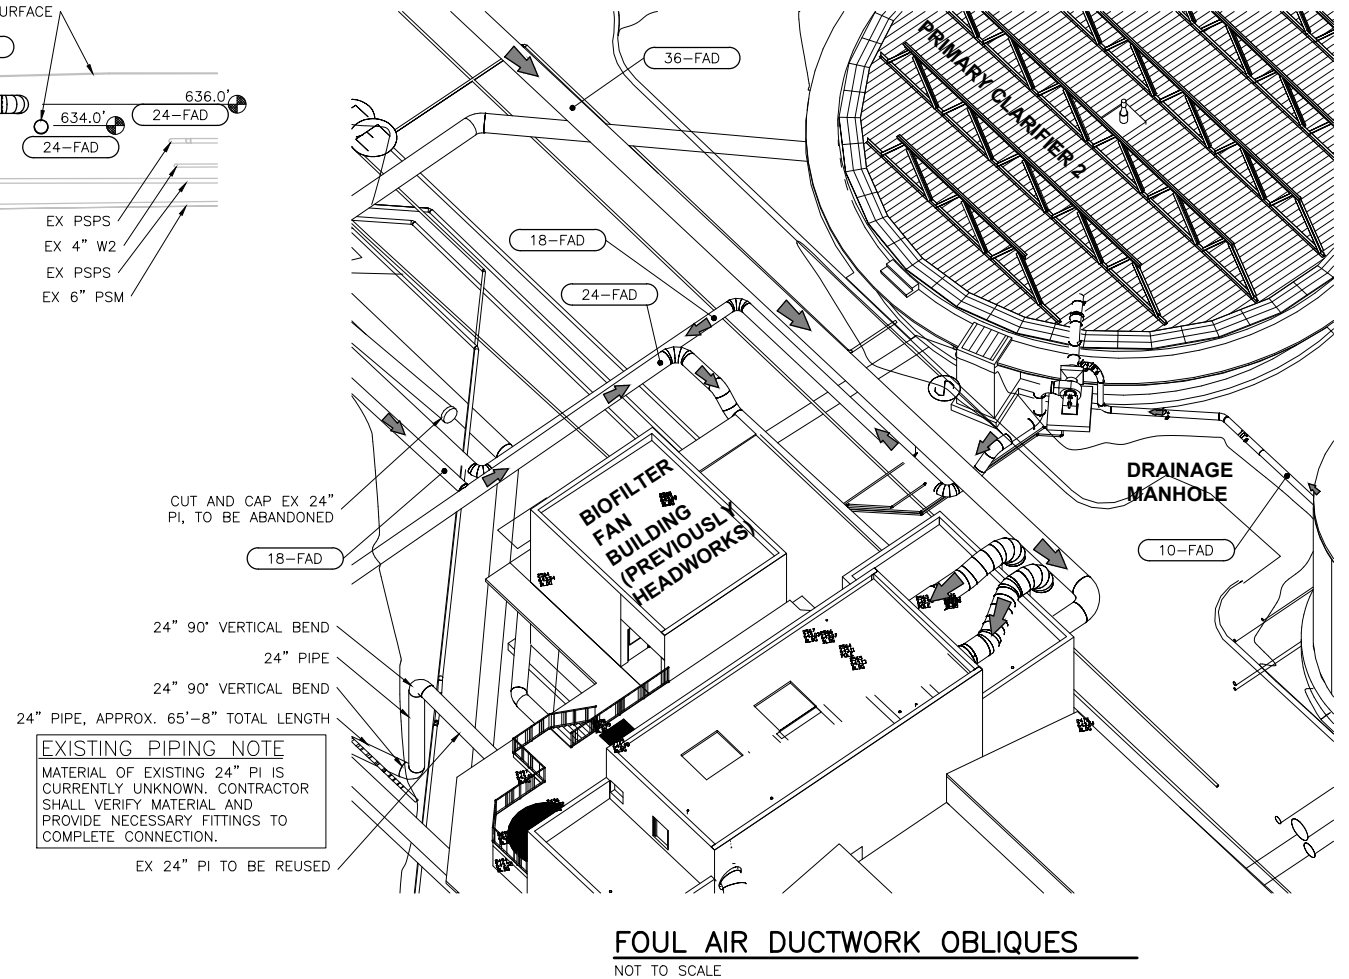 SURFACE
636.0'
24-FAD
634.0'
24-FAD
EX PSPS
EX 4" W2
EX PSPS
EX 6" PSM
36-FAD
PRIMARY CLARIFIER 2
18-FAD
24-FAD
CUT AND CAP EX 24"
PI, TO BE ABANDONED
18-FAD
BIOFILTER
FAN
BUILDING
(PREVIOUSLY
HEADWORKS)
DRAINAGE
MANHOLE
10-FAD
24" 90° VERTICAL BEND
24" PIPE
24" 90° VERTICAL BEND
24" PIPE, APPROX. 65'-8" TOTAL LENGTH
EXISTING PIPING NOTE
MATERIAL OF EXISTING 24" PI IS
CURRENTLY UNKNOWN. CONTRACTOR
SHALL VERIFY MATERIAL AND
PROVIDE NECESSARY FITTINGS TO
COMPLETE CONNECTION.
EX 24" PI TO BE REUSED
FOUL AIR DUCTWORK OBLIQUES
NOT TO SCALE